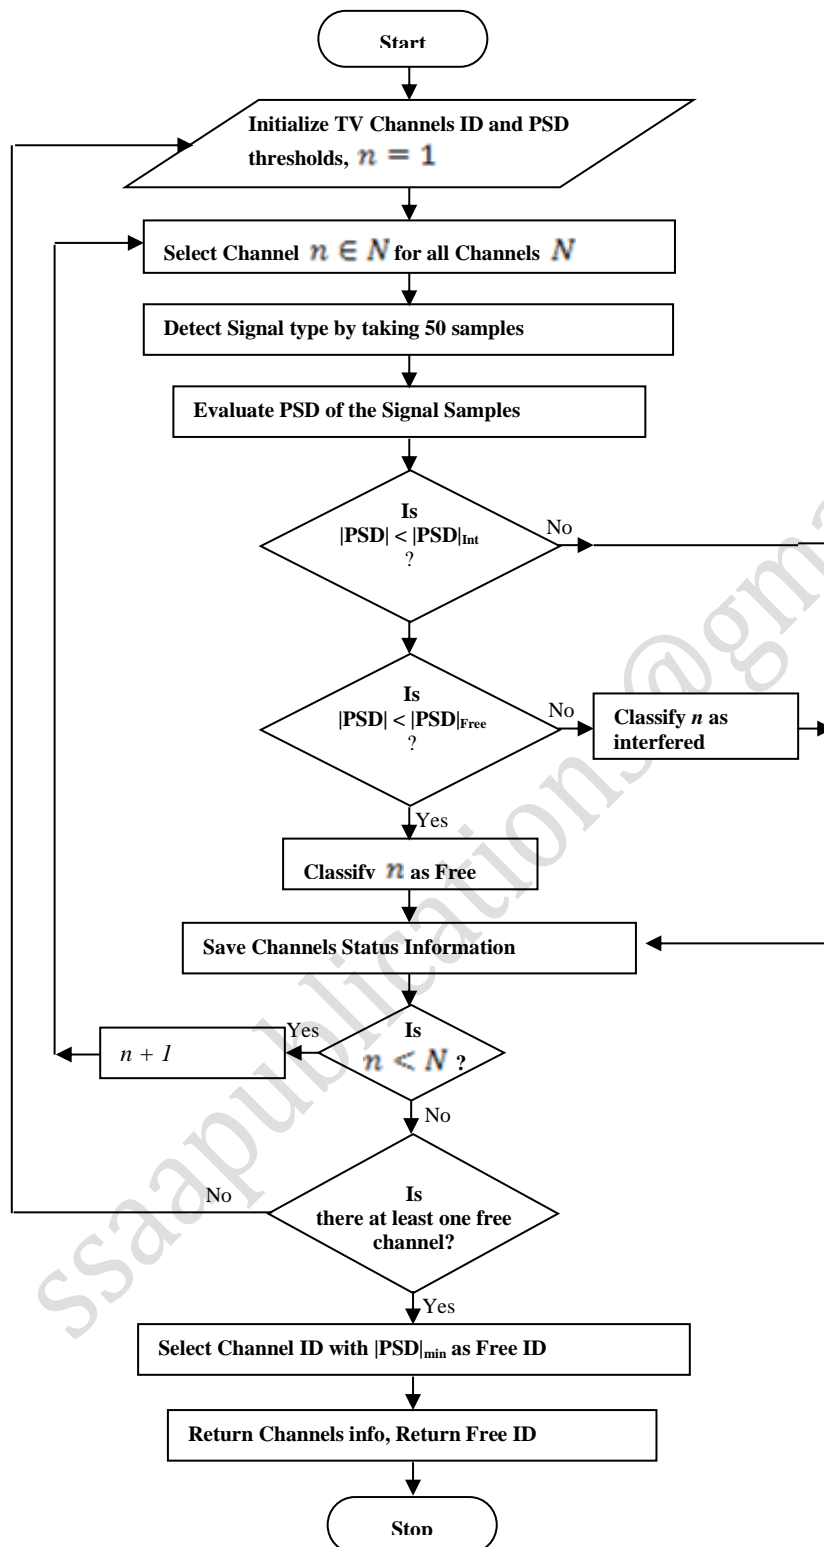 Start
Initialize TV Channels ID and PSD
thresholds, n = 1
Select Channel n ∈ N for all Channels N
Detect Signal type by taking 50 samples
Evaluate PSD of the Signal Samples
Is
|PSD| < |PSD|Int
?
No
Is
|PSD| < |PSD|Free
?
No
Classify n as
interfered
Yes
Classify n as Free
Save Channels Status Information
Is
n < N ?
Yes
n + 1
No
Is
there at least one free
channel?
No
Yes
Select Channel ID with |PSD|min as Free ID
Return Channels info, Return Free ID
Stop
ssaapublications@gma